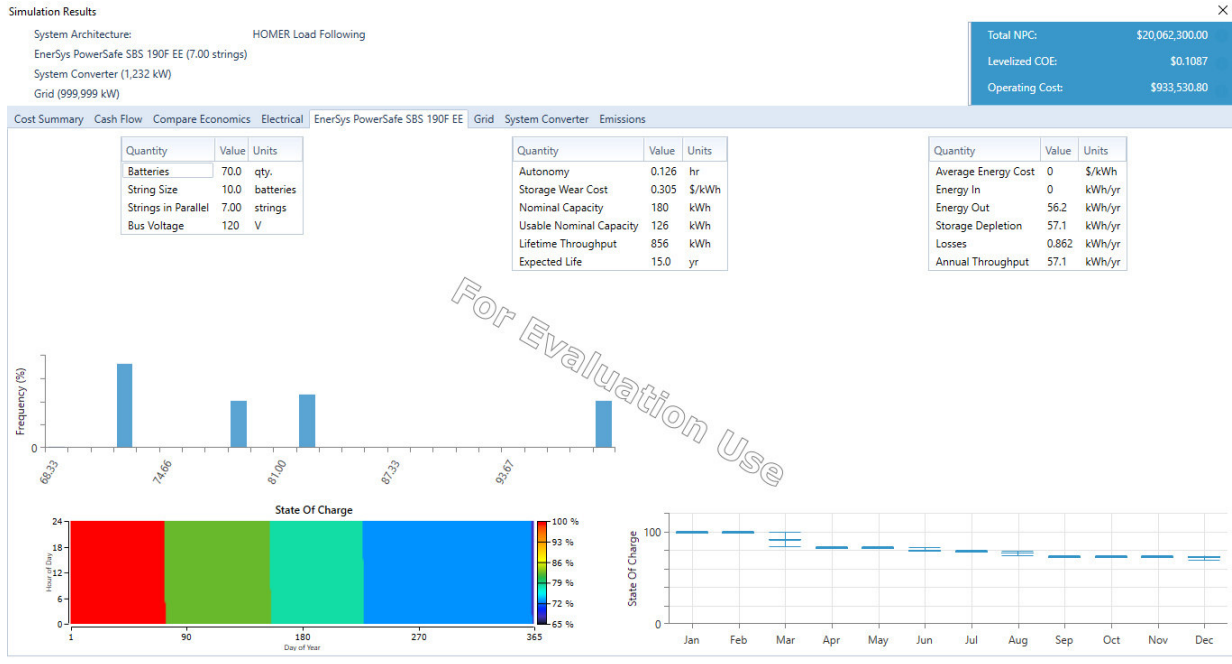 Simulation Results
System Architecture: HOMER Load Following
EnerSys PowerSafe SBS 190F EE (7.00 strings)
System Converter (1,232 kW)
Grid (999,999 kW)
Total NPC: $20,062,300.00
Levelized COE: $0.1087
Operating Cost: $933,530.80
Cost Summary Cash Flow Compare Economics Electrical EnerSys PowerSafe SBS 190F EE Grid System Converter Emissions
Quantity Value Units
Batteries 70.0 qty.
String Size 10.0 batteries
Strings in Parallel 7.00 strings
Bus Voltage 120 V
Quantity Value Units
Autonomy 0.126 hr
Storage Wear Cost 0.305 $/kWh
Nominal Capacity 180 kWh
Usable Nominal Capacity 126 kWh
Lifetime Throughput 856 kWh
Expected Life 15.0 yr
Quantity Value Units
Average Energy Cost 0 $/kWh
Energy In 0 kWh/yr
Energy Out 56.2 kWh/yr
Storage Depletion 57.1 kWh/yr
Losses 0.862 kWh/yr
Annual Throughput 57.1 kWh/yr
For Evaluation Use
Frequency (%)
0
68.33 74.66 81.00 87.33 93.67
State Of Charge
Hour of Day
24
18
12
6
0
1 90 180 270 365
Day of Year
100 %
93 %
86 %
79 %
72 %
65 %
State Of Charge
100
0
Jan Feb Mar Apr May Jun Jul Aug Sep Oct Nov Dec